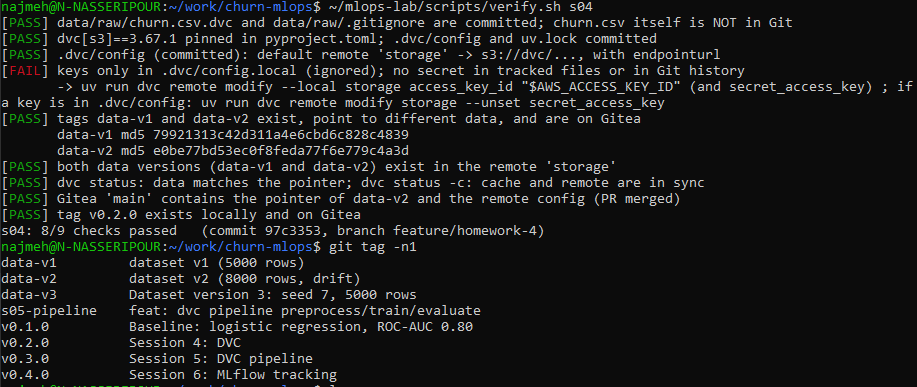 najmeh@N-NASSERIPOUR:~/work/churn-mlops$ ~/mlops-lab/scripts/verify.sh s04
[PASS] data/raw/churn.csv.dvc and data/raw/.gitignore are committed; churn.csv itself is NOT in Git
[PASS] dvc[s3]==3.67.1 pinned in pyproject.toml; .dvc/config and uv.lock committed
[PASS] .dvc/config (committed): default remote 'storage' -> s3://dvc/..., with endpointurl
[FAIL] keys only in .dvc/config.local (ignored); no secret in tracked files or in Git history
-> uv run dvc remote modify --local storage access_key_id "$AWS_ACCESS_KEY_ID" (and secret_access_key) ; if
a key is in .dvc/config: uv run dvc remote modify storage --unset secret_access_key
[PASS] tags data-v1 and data-v2 exist, point to different data, and are on Gitea
data-v1 md5 79921313c42d311a4e6cbd6c828c4839
data-v2 md5 e0be77bd53ec0f8feda77f6e779c4a3d
[PASS] both data versions (data-v1 and data-v2) exist in the remote 'storage'
[PASS] dvc status: data matches the pointer; dvc status -c: cache and remote are in sync
[PASS] Gitea 'main' contains the pointer of data-v2 and the remote config (PR merged)
[PASS] tag v0.2.0 exists locally and on Gitea
s04: 8/9 checks passed (commit 97c3353, branch feature/homework-4)
najmeh@N-NASSERIPOUR:~/work/churn-mlops$ git tag -n1
data-v1 dataset v1 (5000 rows)
data-v2 dataset v2 (8000 rows, drift)
data-v3 Dataset version 3: seed 7, 5000 rows
s05-pipeline feat: dvc pipeline preprocess/train/evaluate
v0.1.0 Baseline: logistic regression, ROC-AUC 0.80
v0.2.0 Session 4: DVC
v0.3.0 Session 5: DVC pipeline
v0.4.0 Session 6: MLflow tracking